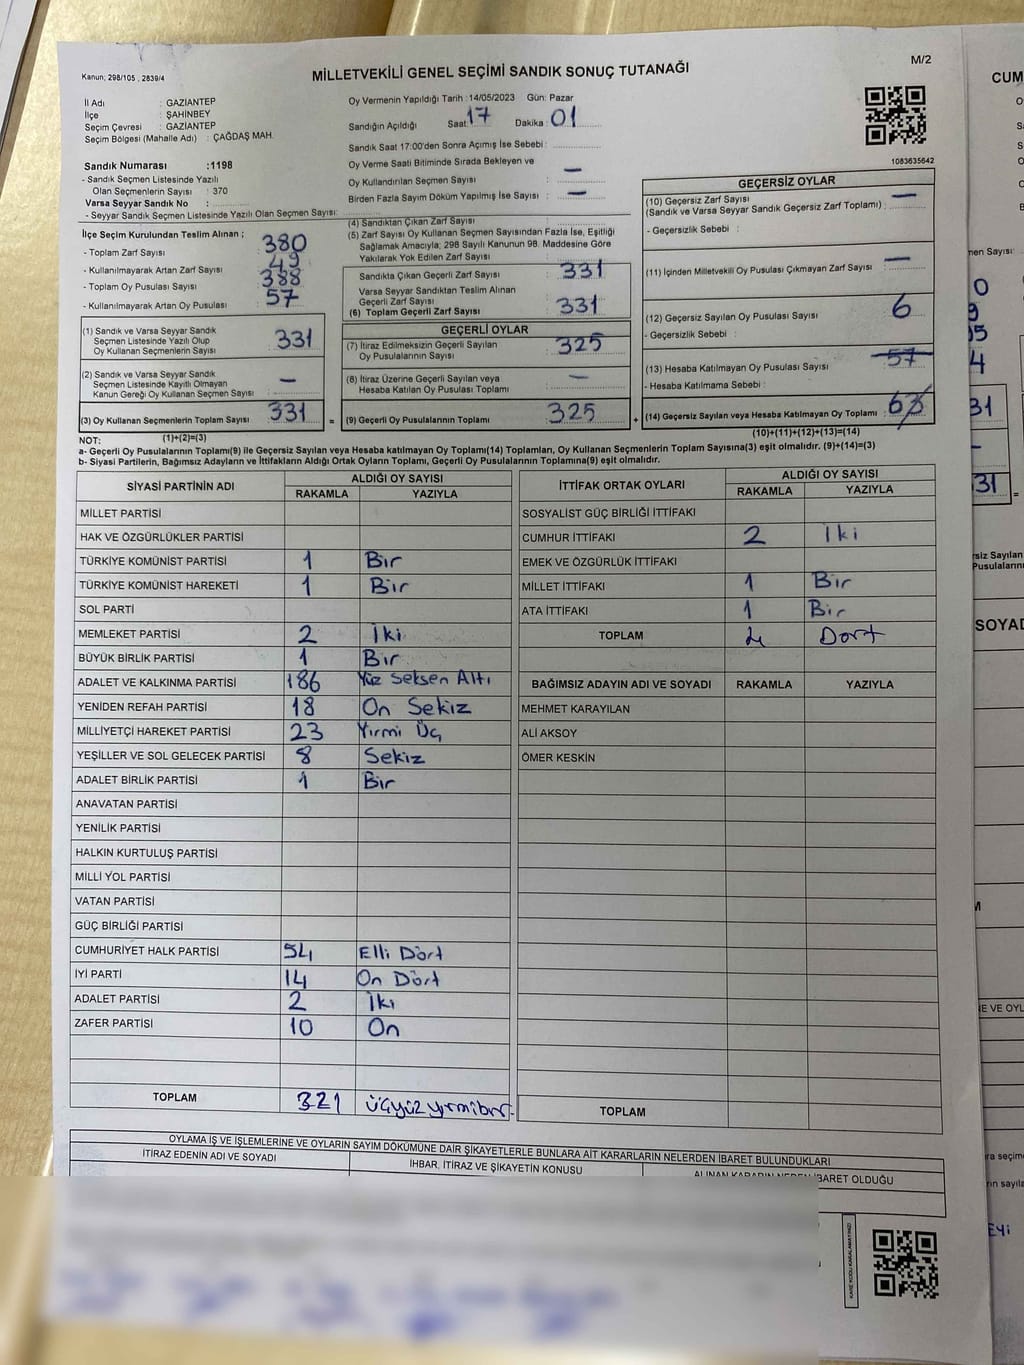 Kanun; 298/105 , 2839/4
MİLLETVEKİLİ GENEL SEÇİMİ SANDIK SONUÇ TUTANAĞI
M/2
İl Adı : GAZIANTEP
İlçe : ŞAHİNBEY
Seçim Çevresi : GAZIANTEP
Seçim Bölgesi (Mahalle Adı) : ÇAĞDAŞ MAH.
Sandık Numarası :1198
- Sandık Seçmen Listesinde Yazılı
Olan Seçmenlerin Sayısı : 370
Varsa Seyyar Sandık No :
- Seyyar Sandık Seçmen Listesinde Yazılı Olan Seçmen Sayısı:
Oy Vermenin Yapıldığı Tarih :14/05/2023 Gün: Pazar
Sandığın Açıldığı Saat: 17 Dakika : 01
Sandık Saat 17:00'den Sonra Açımış İse Sebebi :
Oy Verme Saati Bitiminde Sırada Bekleyen ve
Oy Kullandırılan Seçmen Sayısı : —
Birden Fazla Sayım Döküm Yapılmış İse Sayısı : —
1083635642
İlçe Seçim Kurulundan Teslim Alınan ;
- Toplam Zarf Sayısı : 380
- Kullanılmayarak Artan Zarf Sayısı : 49
- Toplam Oy Pusulası Sayısı : 388
- Kullanılmayarak Artan Oy Pusulası : 57
(4) Sandıktan Çıkan Zarf Sayısı :
(5) Zarf Sayısı Oy Kullanan Seçmen Sayısından Fazla İse, Eşitliği
Sağlamak Amacıyla; 298 Sayılı Kanunun 98. Maddesine Göre
Yakılarak Yok Edilen Zarf Sayısı :
Sandıkta Çıkan Geçerli Zarf Sayısı : 331
Varsa Seyyar Sandıktan Teslim Alınan
Geçerli Zarf Sayısı :
(6) Toplam Geçerli Zarf Sayısı : 331
GEÇERSİZ OYLAR
(10) Geçersiz Zarf Sayısı : —
(Sandık ve Varsa Seyyar Sandık Geçersiz Zarf Toplamı) :
- Geçersizlik Sebebi :
(11) İçinden Milletvekili Oy Pusulası Çıkmayan Zarf Sayısı : —
(12) Geçersiz Sayılan Oy Pusulası Sayısı : 6
- Geçersizlik Sebebi :
(13) Hesaba Katılmayan Oy Pusulası Sayısı : 57
- Hesaba Katılmama Sebebi :
(14) Geçersiz Sayılan veya Hesaba Katılmayan Oy Toplamı : 63
(10)+(11)+(12)+(13)=(14)
(1) Sandık ve Varsa Seyyar Sandık
Seçmen Listesinde Yazılı Olup
Oy Kullanan Seçmenlerin Sayısı : 331
(2) Sandık ve Varsa Seyyar Sandık
Seçmen Listesinde Kayıtlı Olmayan
Kanun Gereği Oy Kullanan Seçmen Sayısı : —
(3) Oy Kullanan Seçmenlerin Toplam Sayısı : 331 =
(1)+(2)=(3)
GEÇERLİ OYLAR
(7) İtiraz Edilmeksizin Geçerli Sayılan
Oy Pusulalarının Sayısı : 325
(8) İtiraz Üzerine Geçerli Sayılan veya
Hesaba Katılan Oy Pusulası Toplamı : —
(9) Geçerli Oy Pusulalarının Toplamı : 325 +
NOT:
a- Geçerli Oy Pusulalarının Toplamı(9) ile Geçersiz Sayılan veya Hesaba katılmayan Oy Toplamı(14) Toplamları, Oy Kullanan Seçmenlerin Toplam Sayısına(3) eşit olmalıdır. (9)+(14)=(3)
b- Siyasi Partilerin, Bağımsız Adayların ve İttifakların Aldığı Ortak Oyların Toplamı, Geçerli Oy Pusulalarının Toplamına(9) eşit olmalıdır.
SİYASİ PARTİNİN ADI ALDIĞI OY SAYISI
RAKAMLA YAZIYLA
MİLLET PARTİSİ
HAK VE ÖZGÜRLÜKLER PARTİSİ
TÜRKİYE KOMÜNİST PARTİSİ 1 Bir
TÜRKİYE KOMÜNİST HAREKETİ 1 Bir
SOL PARTİ
MEMLEKET PARTİSİ 2 İki
BÜYÜK BİRLİK PARTİSİ 1 Bir
ADALET VE KALKINMA PARTİSİ 186 Yüz Seksen Altı
YENİDEN REFAH PARTİSİ 18 On Sekiz
MİLLİYETÇİ HAREKET PARTİSİ 23 Yirmi Üç
YEŞİLLER VE SOL GELECEK PARTİSİ 8 Sekiz
ADALET BİRLİK PARTİSİ 1 Bir
ANAVATAN PARTİSİ
YENİLİK PARTİSİ
HALKIN KURTULUŞ PARTİSİ
MİLLİ YOL PARTİSİ
VATAN PARTİSİ
GÜÇ BİRLİĞİ PARTİSİ
CUMHURİYET HALK PARTİSİ 54 Elli Dört
İYİ PARTİ 14 On Dört
ADALET PARTİSİ 2 İki
ZAFER PARTİSİ 10 On
TOPLAM 321 üçyüz yirmibir
İTTİFAK ORTAK OYLARI ALDIĞI OY SAYISI
RAKAMLA YAZIYLA
SOSYALIST GÜÇ BİRLİĞİ İTTİFAKI
CUMHUR İTTİFAKI 2 İki
EMEK VE ÖZGÜRLÜK İTTİFAKI
MİLLET İTTİFAKI 1 Bir
ATA İTTİFAKI 1 Bir
TOPLAM 4 Dört
BAĞIMSIZ ADAYIN ADI VE SOYADI RAKAMLA YAZIYLA
MEHMET KARAYILAN
ALİ AKSOY
ÖMER KESKİN
TOPLAM
OYLAMA İŞ VE İŞLEMLERİNE VE OYLARIN SAYIM DÖKÜMÜNE DAİR ŞİKAYETLERLE BUNLARA AİT KARARLARIN NELERDEN İBARET BULUNDUKLARI
İTİRAZ EDENİN ADI VE SOYADI
İHBAR, İTİRAZ VE ŞİKAYETİN KONUSU
ALINAN KARARIN NEDEN İBARET OLDUĞU
KARE KODU KARALAMAYINIZ!
CUM
men Sayısı:
SOYAD